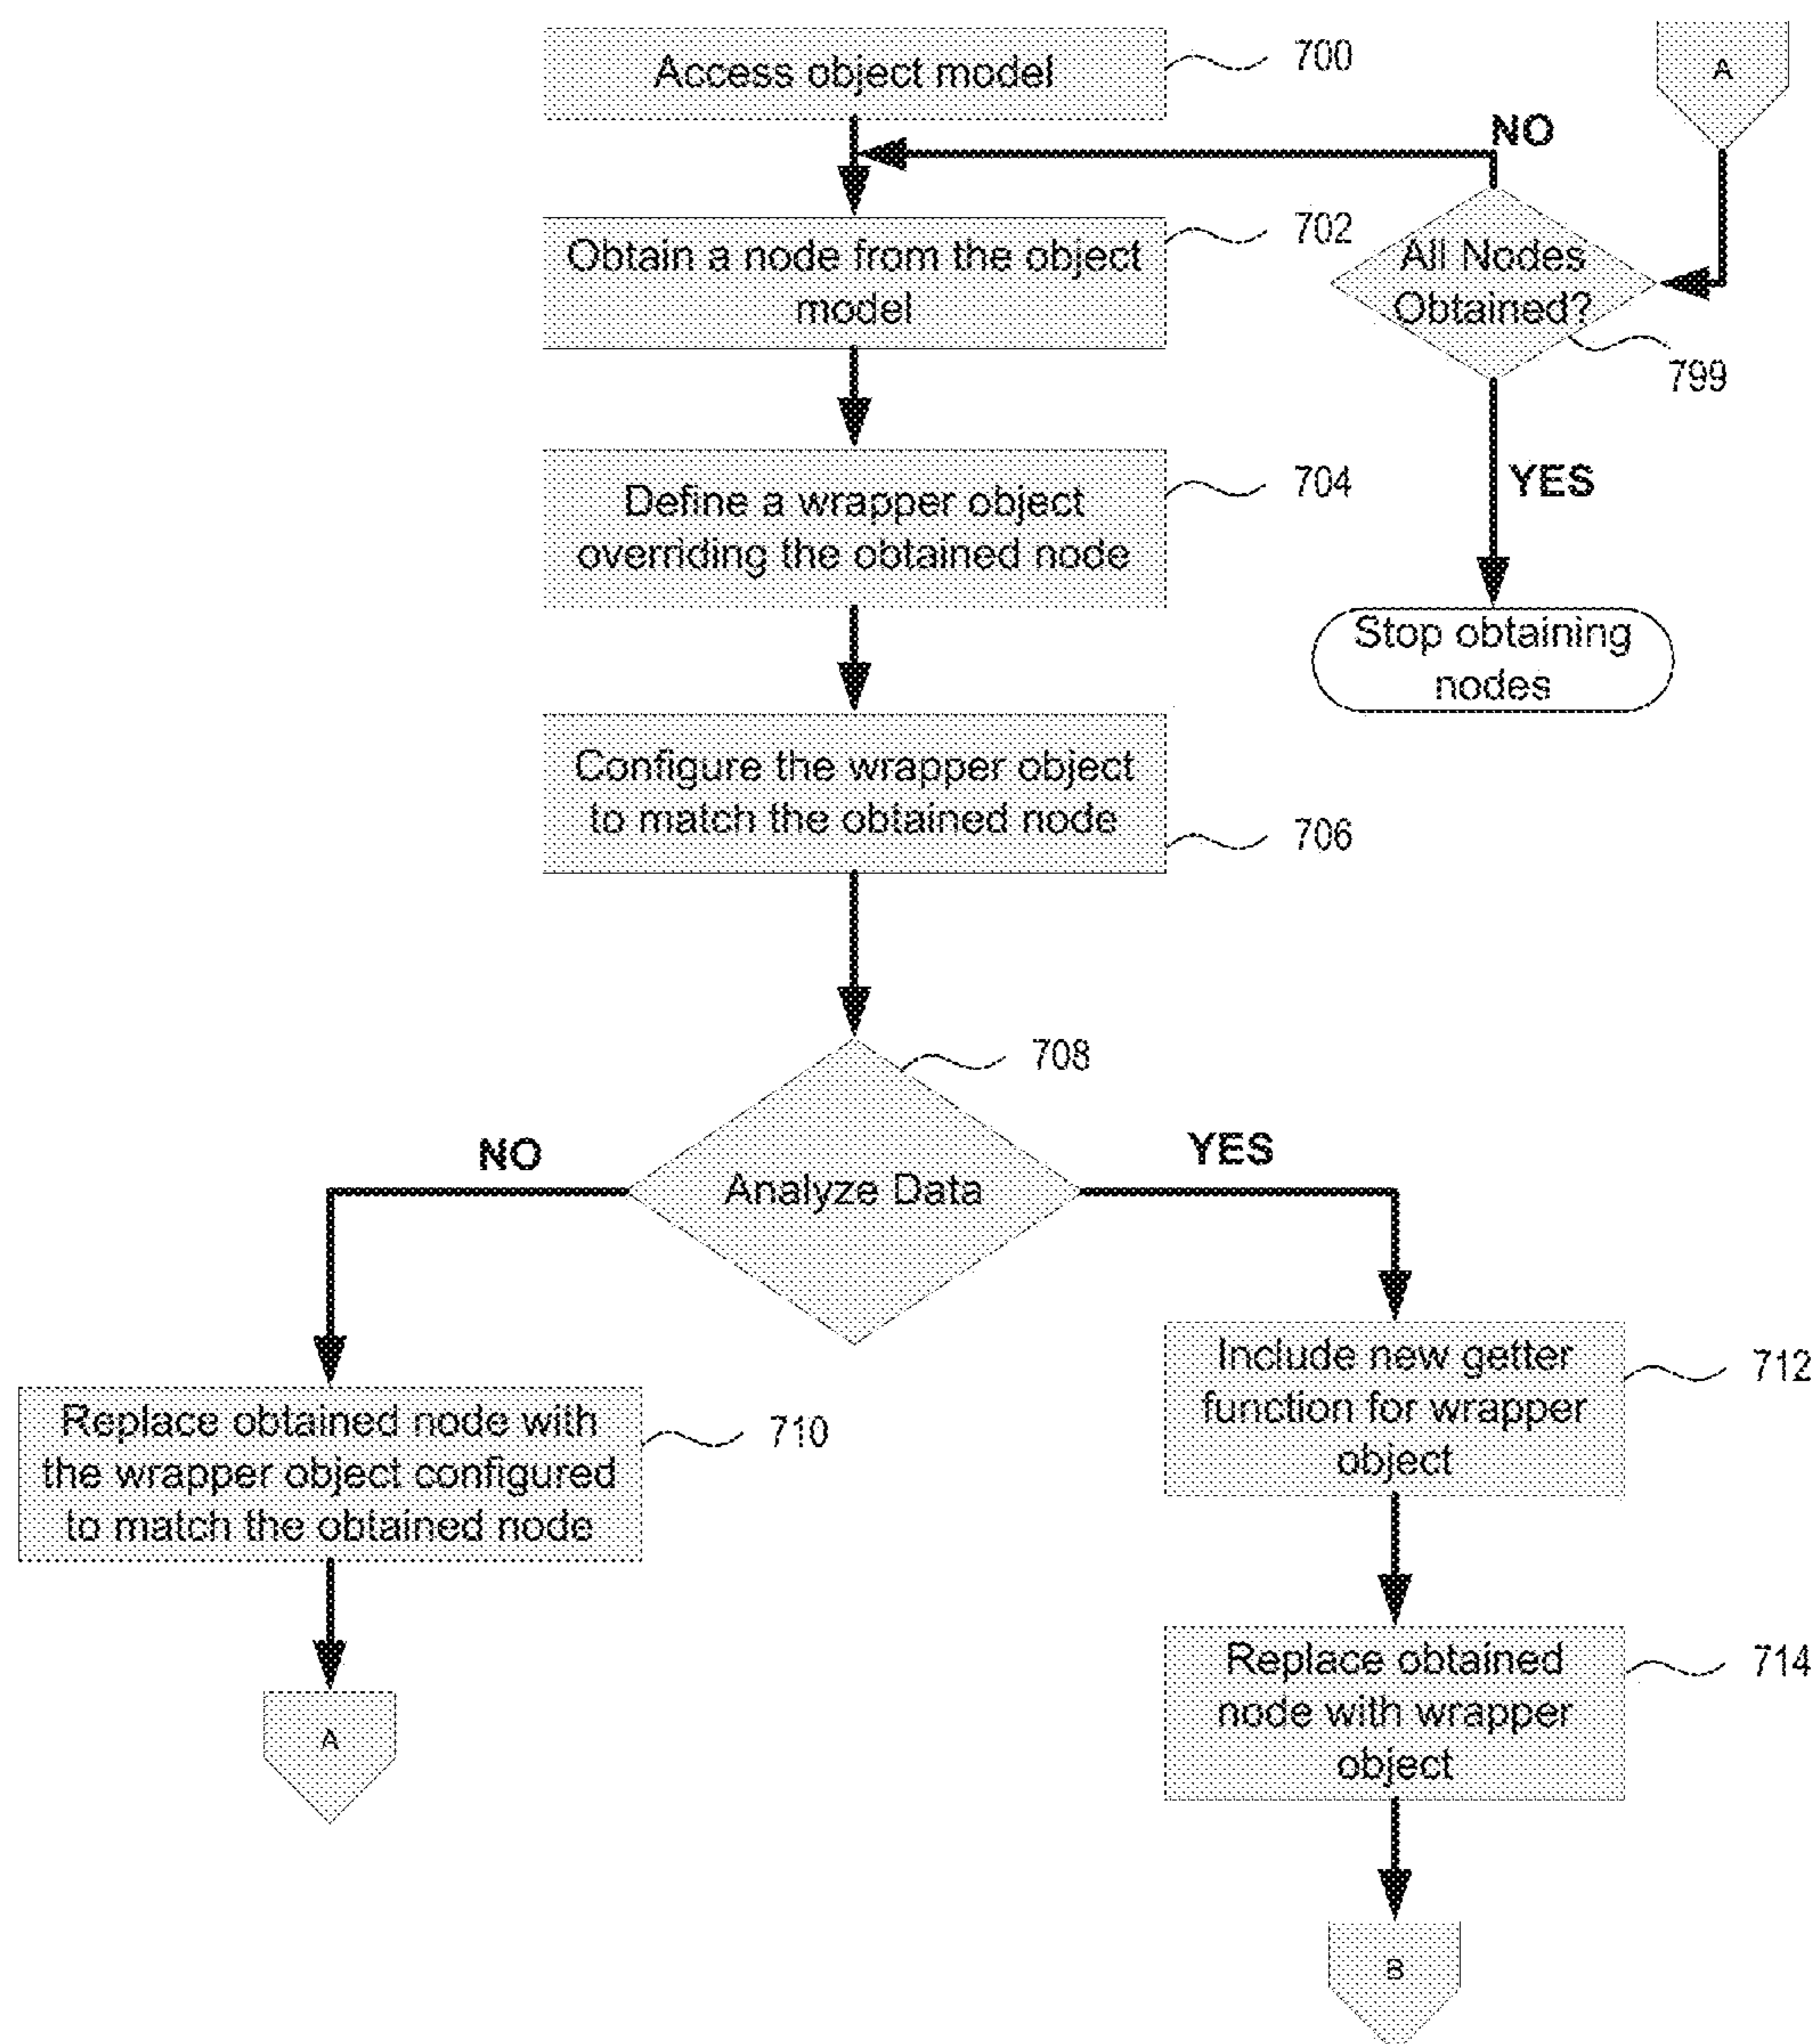 Access object model
700
A
NO
Obtain a node from the object
model
702
All Nodes
Obtained?
799
Define a wrapper object
overriding the obtained node
704
YES
Stop obtaining
nodes
Configure the wrapper object
to match the obtained node
706
708
Analyze Data
NO
YES
Include new getter
function for wrapper
object
712
Replace obtained node with
the wrapper object configured
to match the obtained node
710
Replace obtained
node with wrapper
object
714
A
B